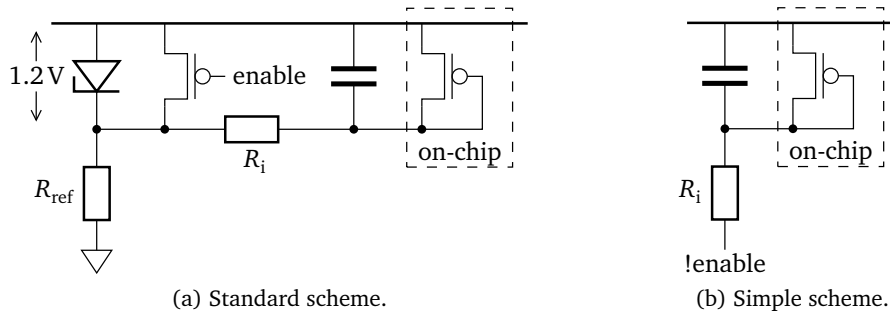 1.2 V
enable
R_i
on-chip
R_ref
(a) Standard scheme.
on-chip
R_i
!enable
(b) Simple scheme.